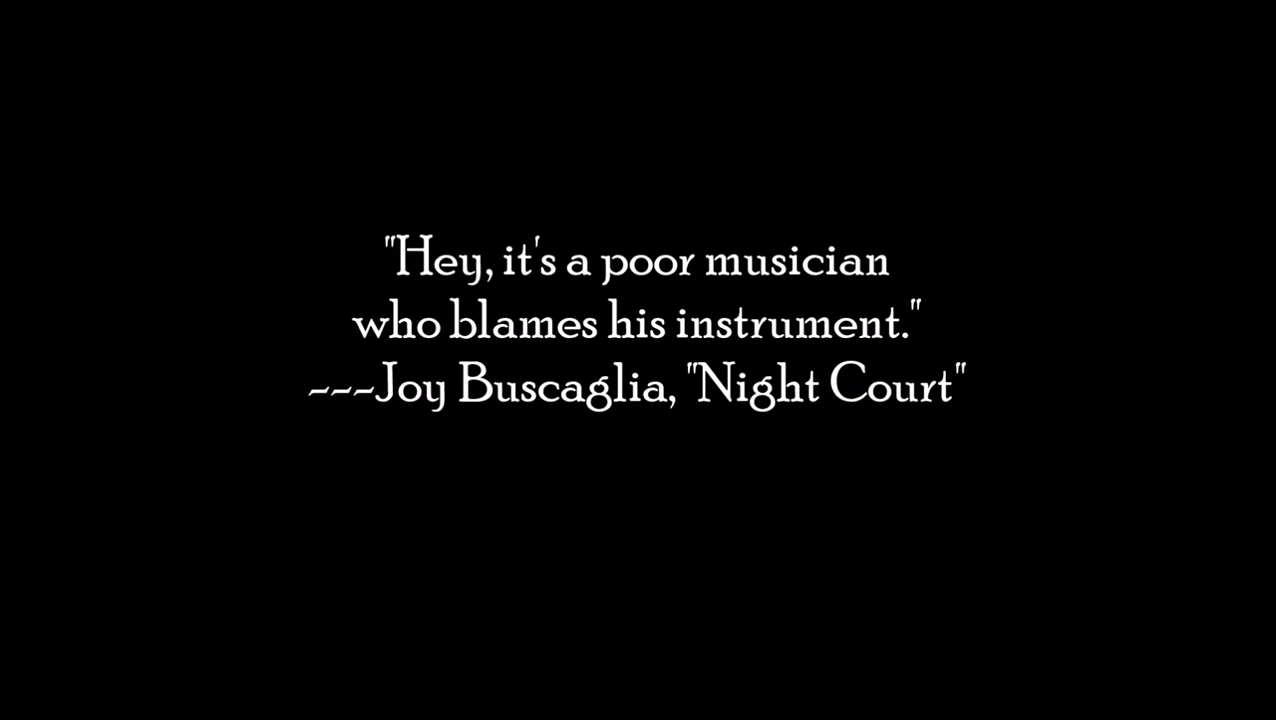 "Hey, it's a poor musician
who blames his instrument."
---Joy Buscaglia, "Night Court"